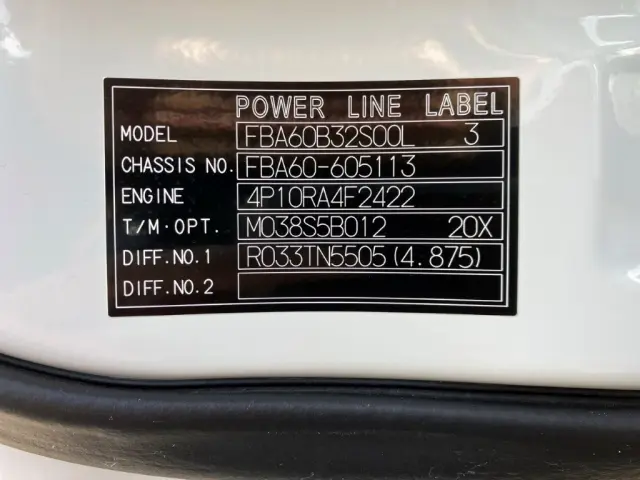 POWER LINE LABEL
MODEL FBA60B32S00L 3
CHASSIS NO. FBA60-605113
ENGINE 4P10RA4F2422
T/M·OPT. M038S5B012 20X
DIFF.NO.1 R033TN5505(4.875)
DIFF.NO.2